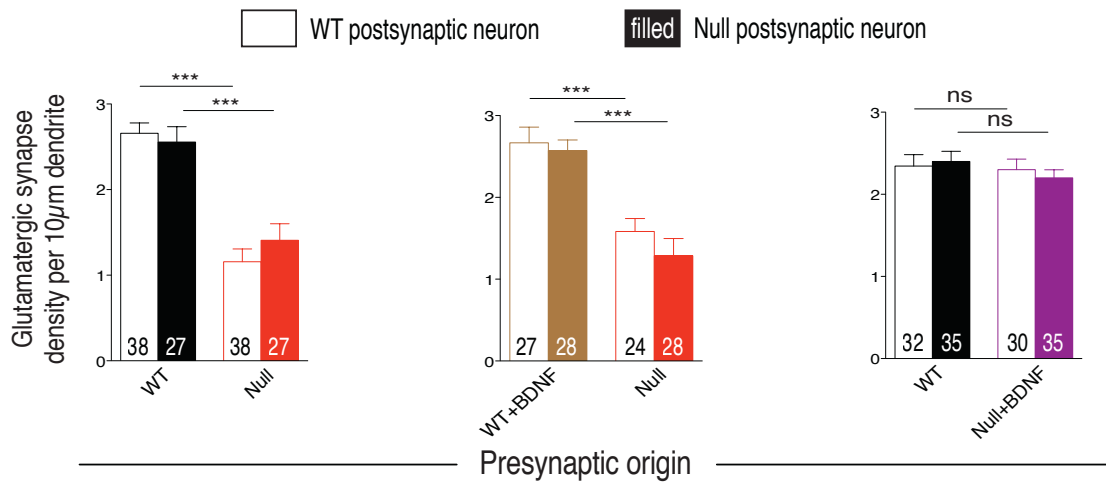 WT postsynaptic neuron
filled Null postsynaptic neuron
Glutamatergic synapse
density per 10µm dendrite
***
***
3
2
1
0
38 27 38 27
WT Null
***
***
3
2
1
0
27 28 24 28
WT+BDNF Null
ns
ns
3
2
1
0
32 35 30 35
WT Null+BDNF
Presynaptic origin